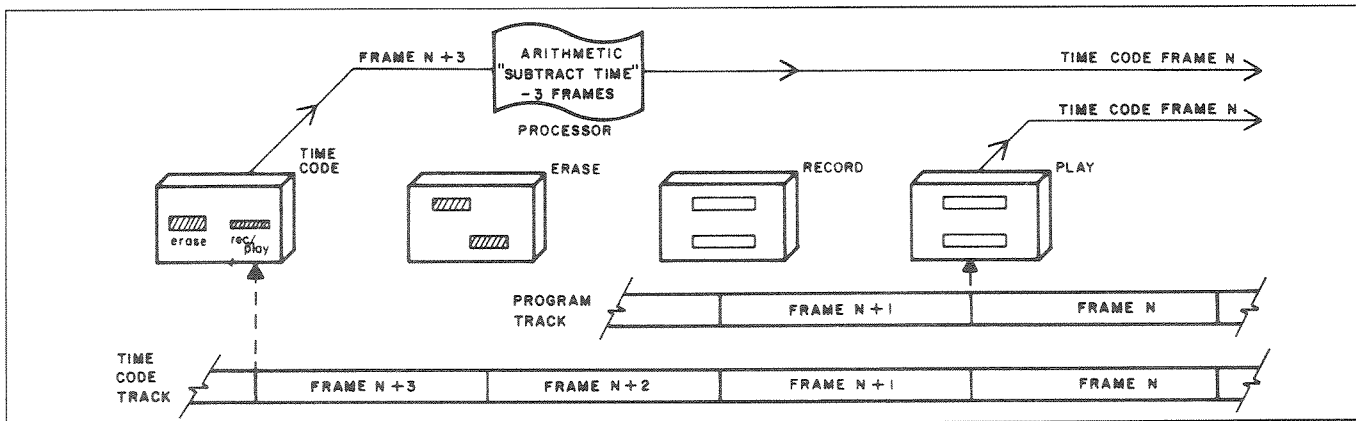 FRAME N+3
ARITHMETIC
"SUBTRACT TIME"
-3 FRAMES
PROCESSOR
TIME CODE FRAME N
TIME CODE FRAME N
TIME
CODE
ERASE
RECORD
PLAY
erase
rec/
play
PROGRAM
TRACK
FRAME N+1
FRAME N
TIME
CODE
TRACK
FRAME N+3
FRAME N+2
FRAME N+1
FRAME N